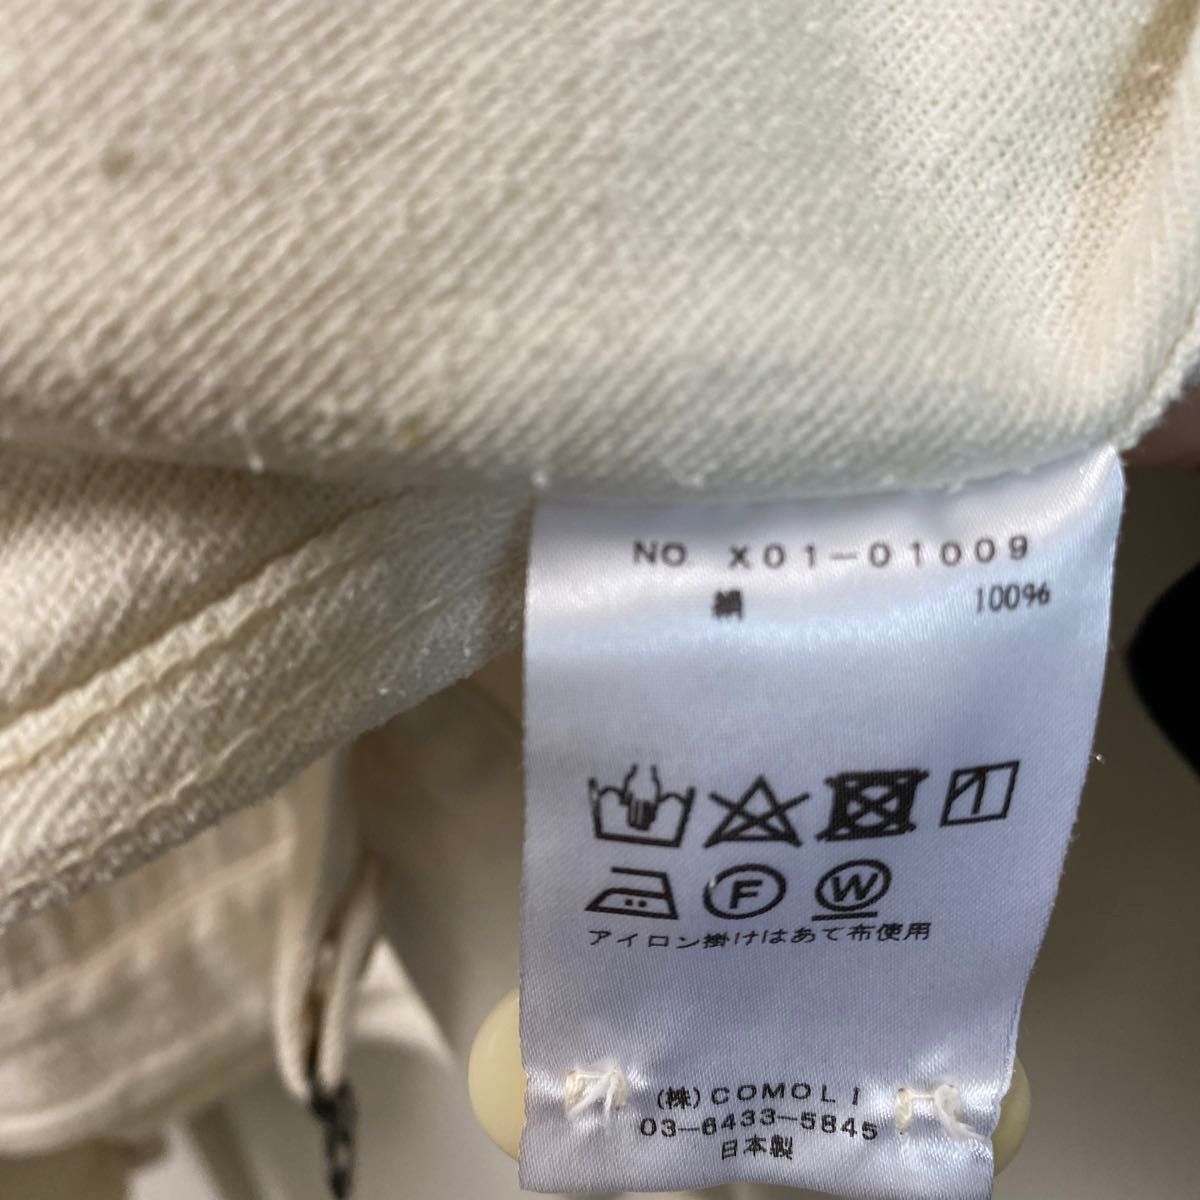 NO X01-01009
絹 100%
F W
アイロン掛けはあて布使用
(株)COMOLI
03-6433-5845
日本製